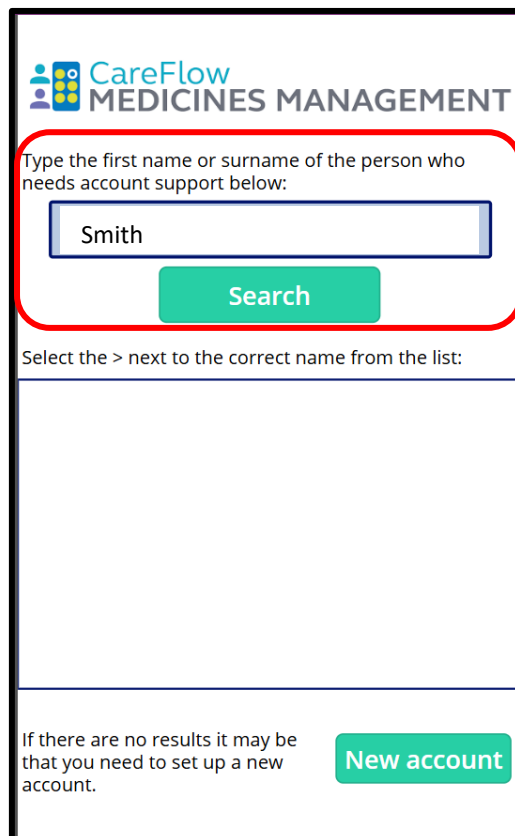 CareFlow
MEDICINES MANAGEMENT
Type the first name or surname of the person who
needs account support below:
Smith
Search
Select the > next to the correct name from the list:
If there are no results it may be
that you need to set up a new
account.
New account